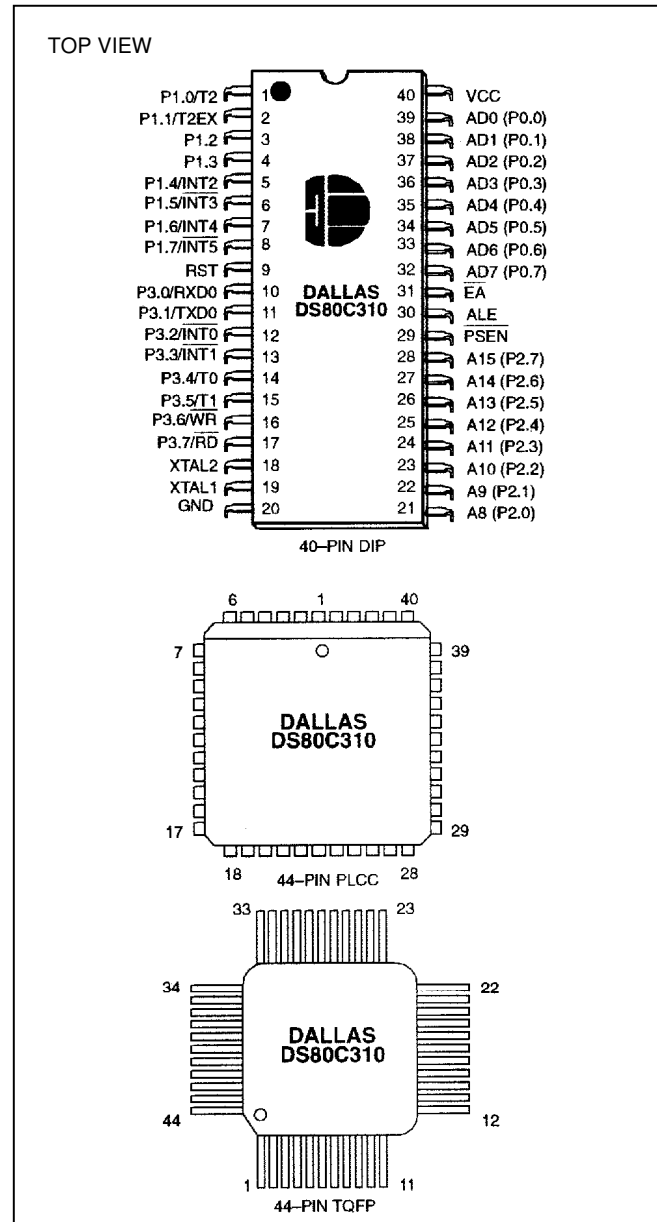 TOP VIEW
P1.0/T2 1 40 VCC
P1.1/T2EX 2 39 AD0 (P0.0)
P1.2 3 38 AD1 (P0.1)
P1.3 4 37 AD2 (P0.2)
P1.4/INT2 5 36 AD3 (P0.3)
P1.5/I̅N̅T̅3̅ 6 35 AD4 (P0.4)
P1.6/INT4 7 34 AD5 (P0.5)
P1.7/I̅N̅T̅5̅ 8 33 AD6 (P0.6)
RST 9 32 AD7 (P0.7)
P3.0/RXD0 10 DALLAS 31 E̅A̅
P3.1/TXD0 11 DS80C310 30 ALE
P3.2/I̅N̅T̅0̅ 12 29 P̅S̅E̅N̅
P3.3/I̅N̅T̅1̅ 13 28 A15 (P2.7)
P3.4/T0 14 27 A14 (P2.6)
P3.5/T1 15 26 A13 (P2.5)
P3.6/W̅R̅ 16 25 A12 (P2.4)
P3.7/R̅D̅ 17 24 A11 (P2.3)
XTAL2 18 23 A10 (P2.2)
XTAL1 19 22 A9 (P2.1)
GND 20 21 A8 (P2.0)
40–PIN DIP
6 1 40
7 39
DALLAS
DS80C310
17 29
18 28
44–PIN PLCC
33 23
34 22
DALLAS
DS80C310
44 12
1 11
44–PIN TQFP